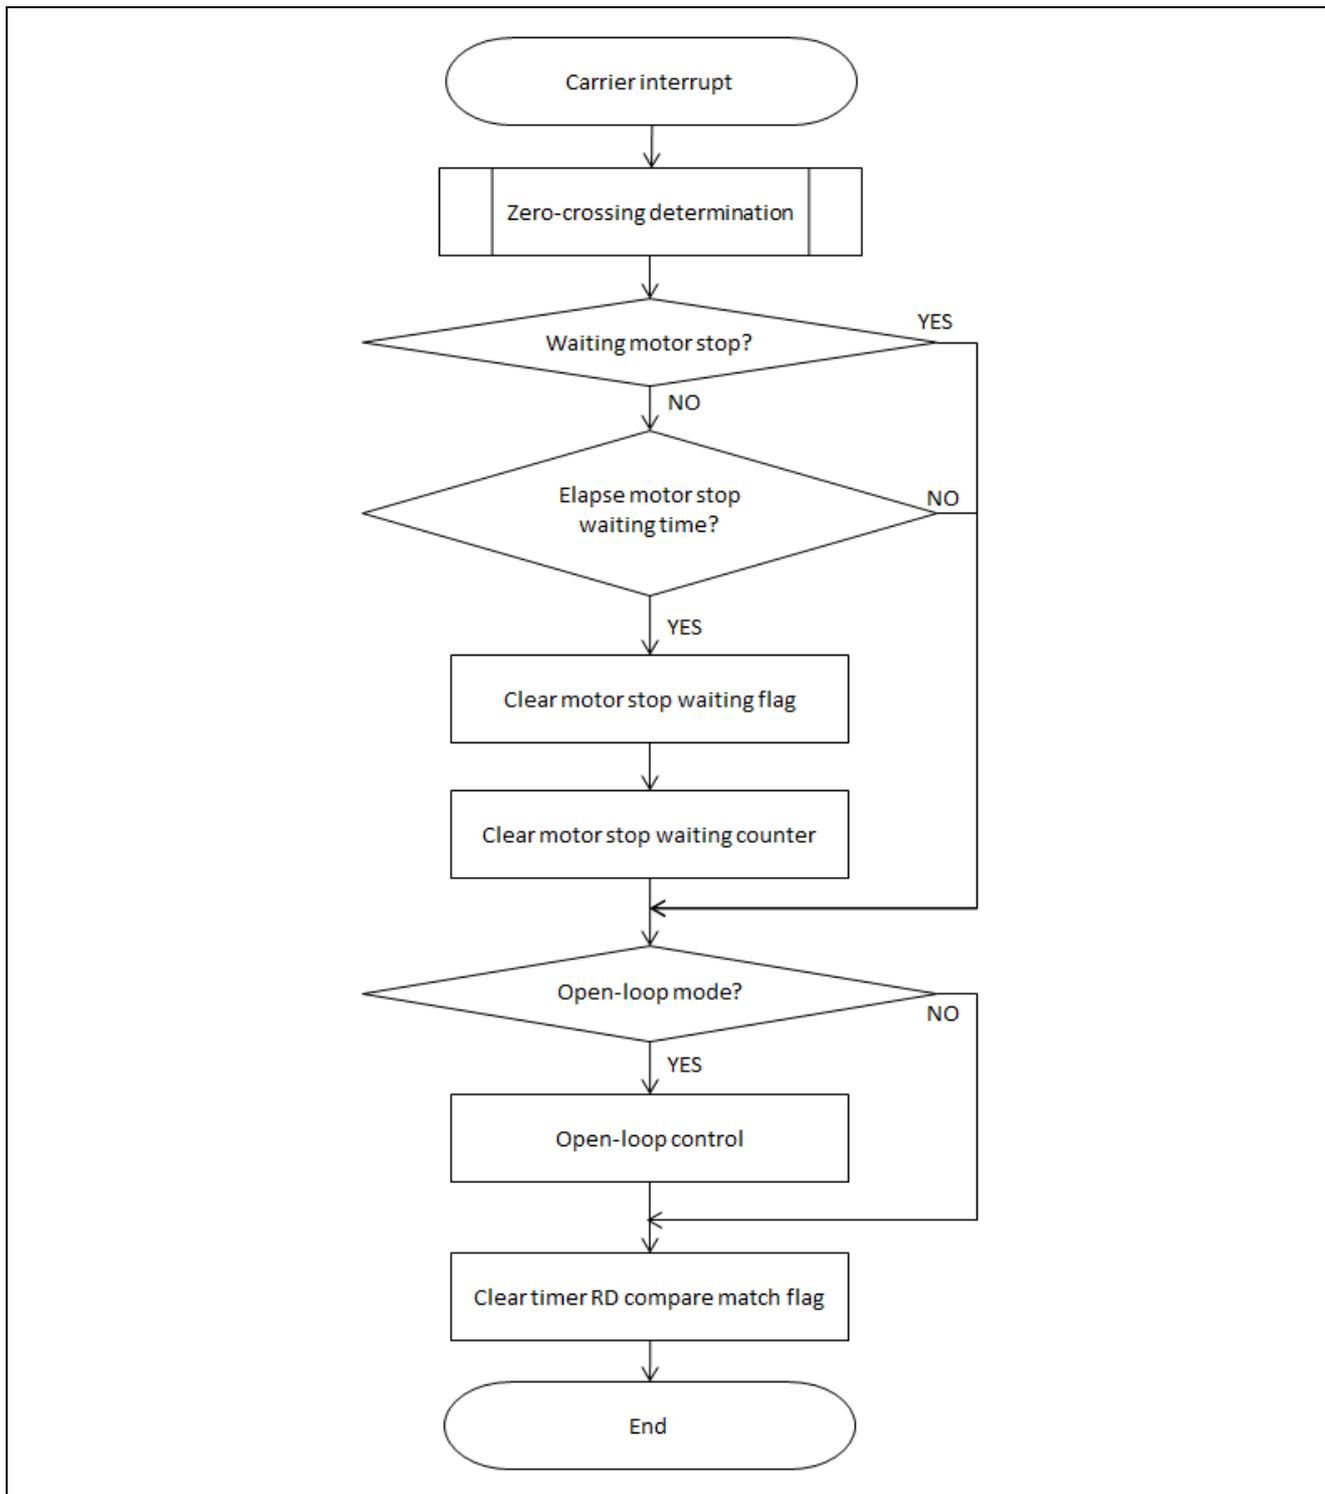 Carrier interrupt
Zero-crossing determination
Waiting motor stop?
YES
NO
Elapse motor stop
waiting time?
NO
YES
Clear motor stop waiting flag
Clear motor stop waiting counter
Open-loop mode?
NO
YES
Open-loop control
Clear timer RD compare match flag
End